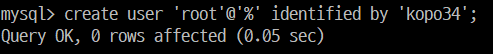 mysql> create user 'root'@'%' identified by 'kopo34';
Query OK, 0 rows affected (0.05 sec)